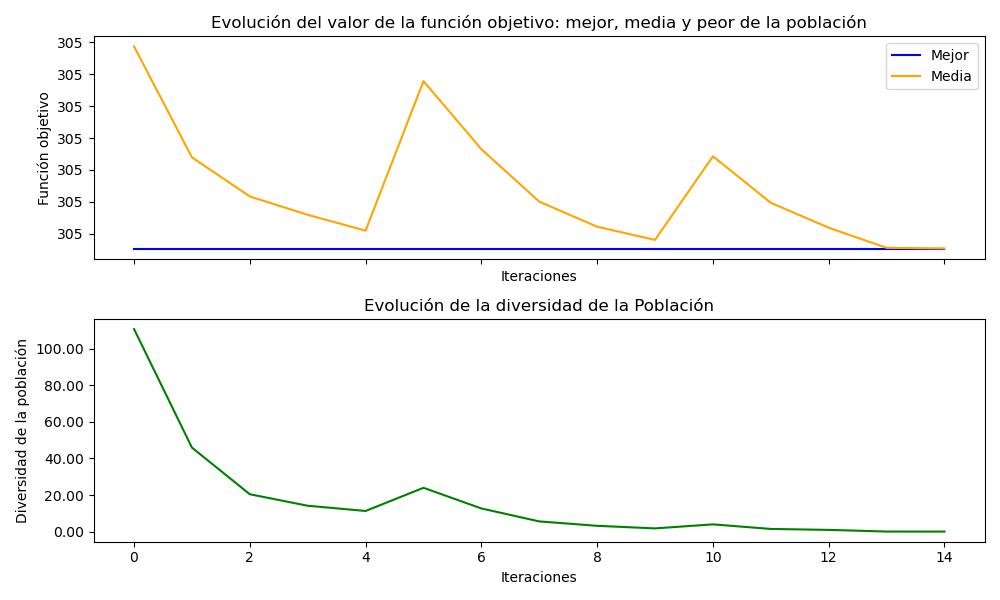 Evolución del valor de la función objetivo: mejor, media y peor de la población
305
305
305
305
305
305
305
Función objetivo
Mejor
Media
Iteraciones
Evolución de la diversidad de la Población
100.00
80.00
60.00
40.00
20.00
0.00
Diversidad de la población
0 2 4 6 8 10 12 14
Iteraciones